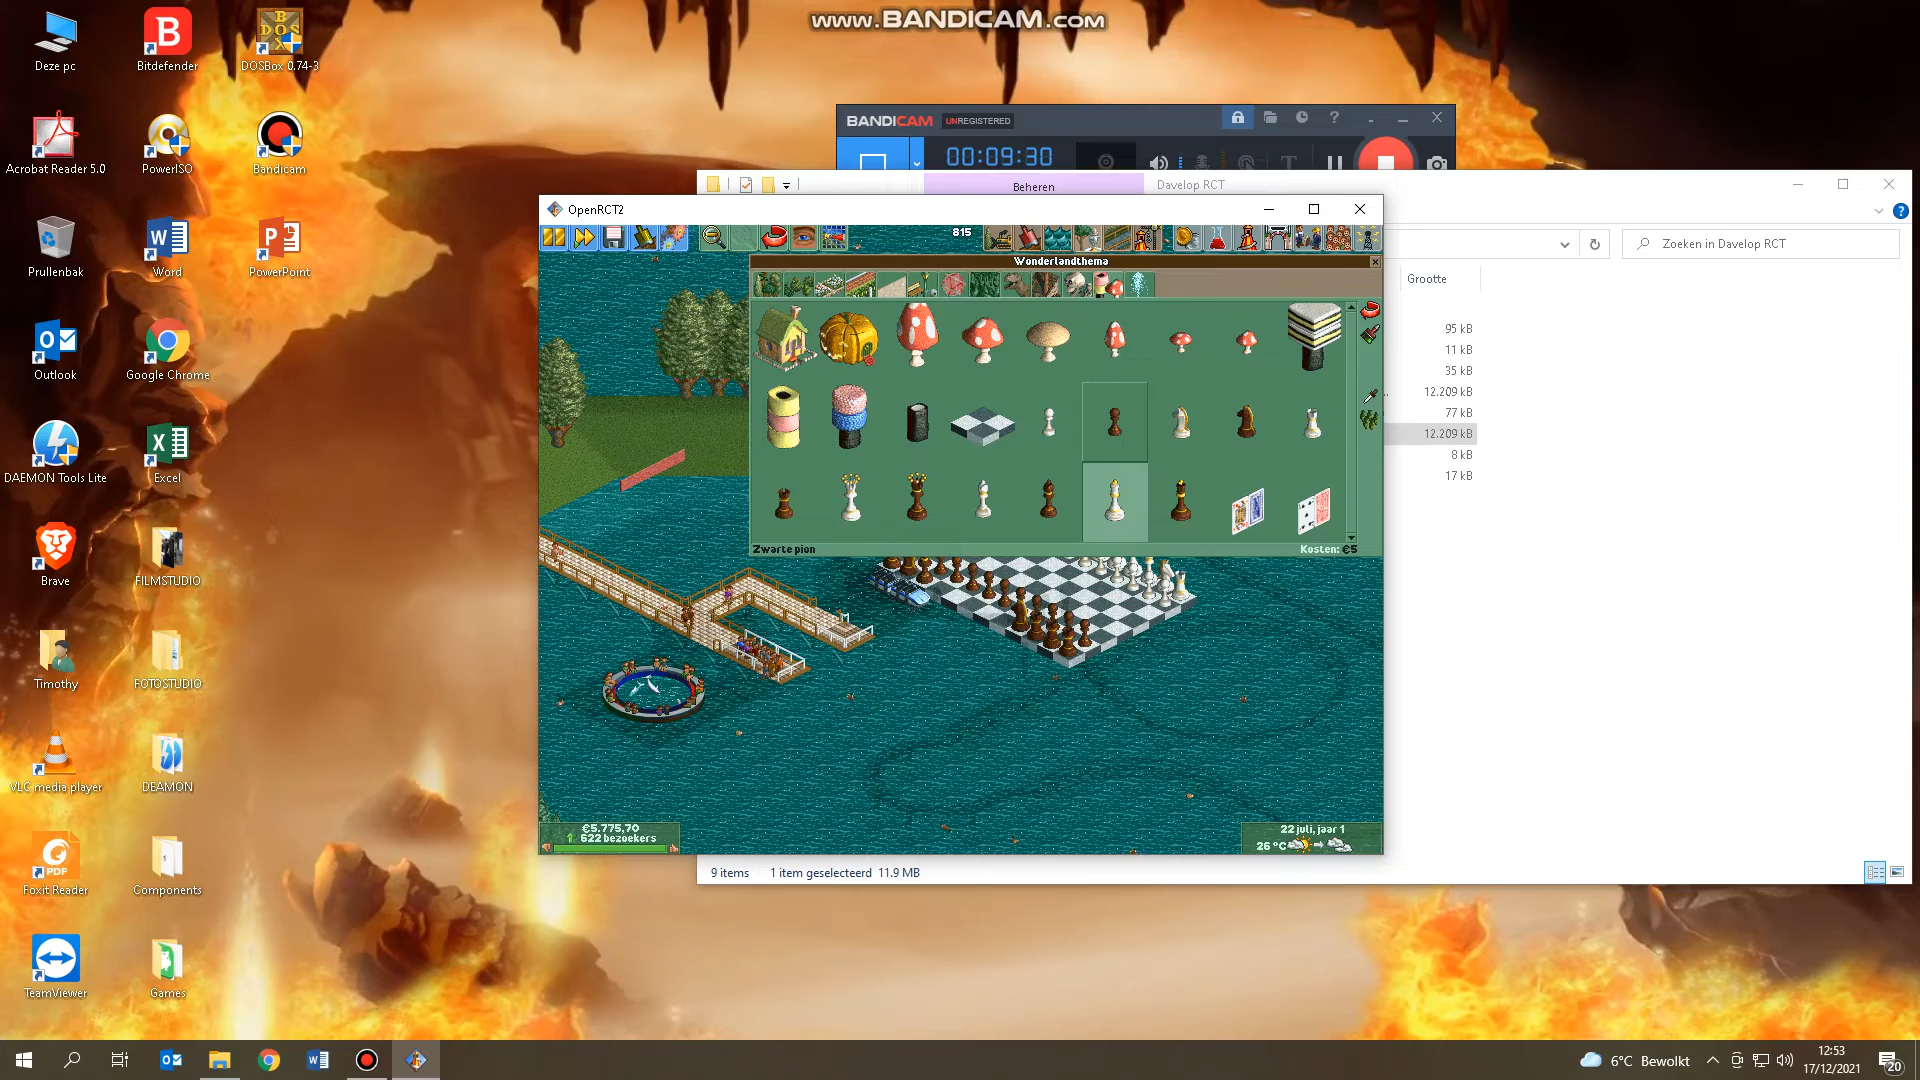 www.BANDICAM.com
Deze pc
Bitdefender
DOSBox 0.74-3
BANDICAM UNREGISTERED
00:09:30
Acrobat Reader 5.0
PowerISO
Bandicam
Beheren
Davelop RCT
OpenRCT2
815
Zoeken in Davelop RCT
Wonderlandthema
Grootte
Prullenbak
Word
PowerPoint
95 kB
11 kB
35 kB
12.209 kB
77 kB
12.209 kB
8 kB
17 kB
Outlook
Google Chrome
DAEMON Tools Lite
Excel
Zwarte pion
Kosten: €5
Brave
FILMSTUDIO
Timothy
FOTOSTUDIO
VLC media player
DEAMON
€5.775,70
622 bezoekers
22 juli, jaar 1
26 °C
9 items
1 item geselecteerd 11.9 MB
Foxit Reader
Components
TeamViewer
Games
6°C Bewolkt
12:53
17/12/2021
20